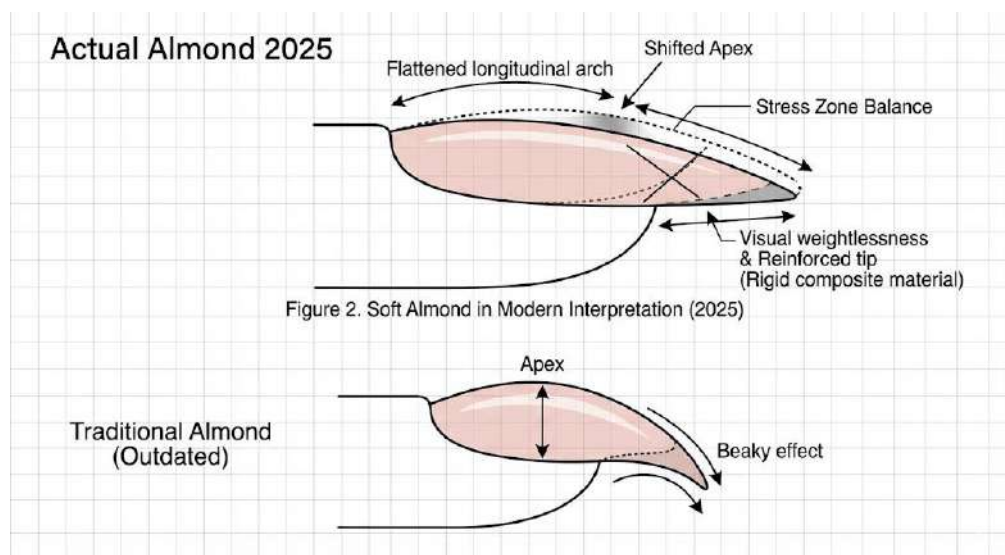 Actual Almond 2025
Shifted Apex
Flattened longitudinal arch
Stress Zone Balance
Visual weightlessness
& Reinforced tip
(Rigid composite material)
Figure 2. Soft Almond in Modern Interpretation (2025)
Apex
Traditional Almond
(Outdated)
Beaky effect